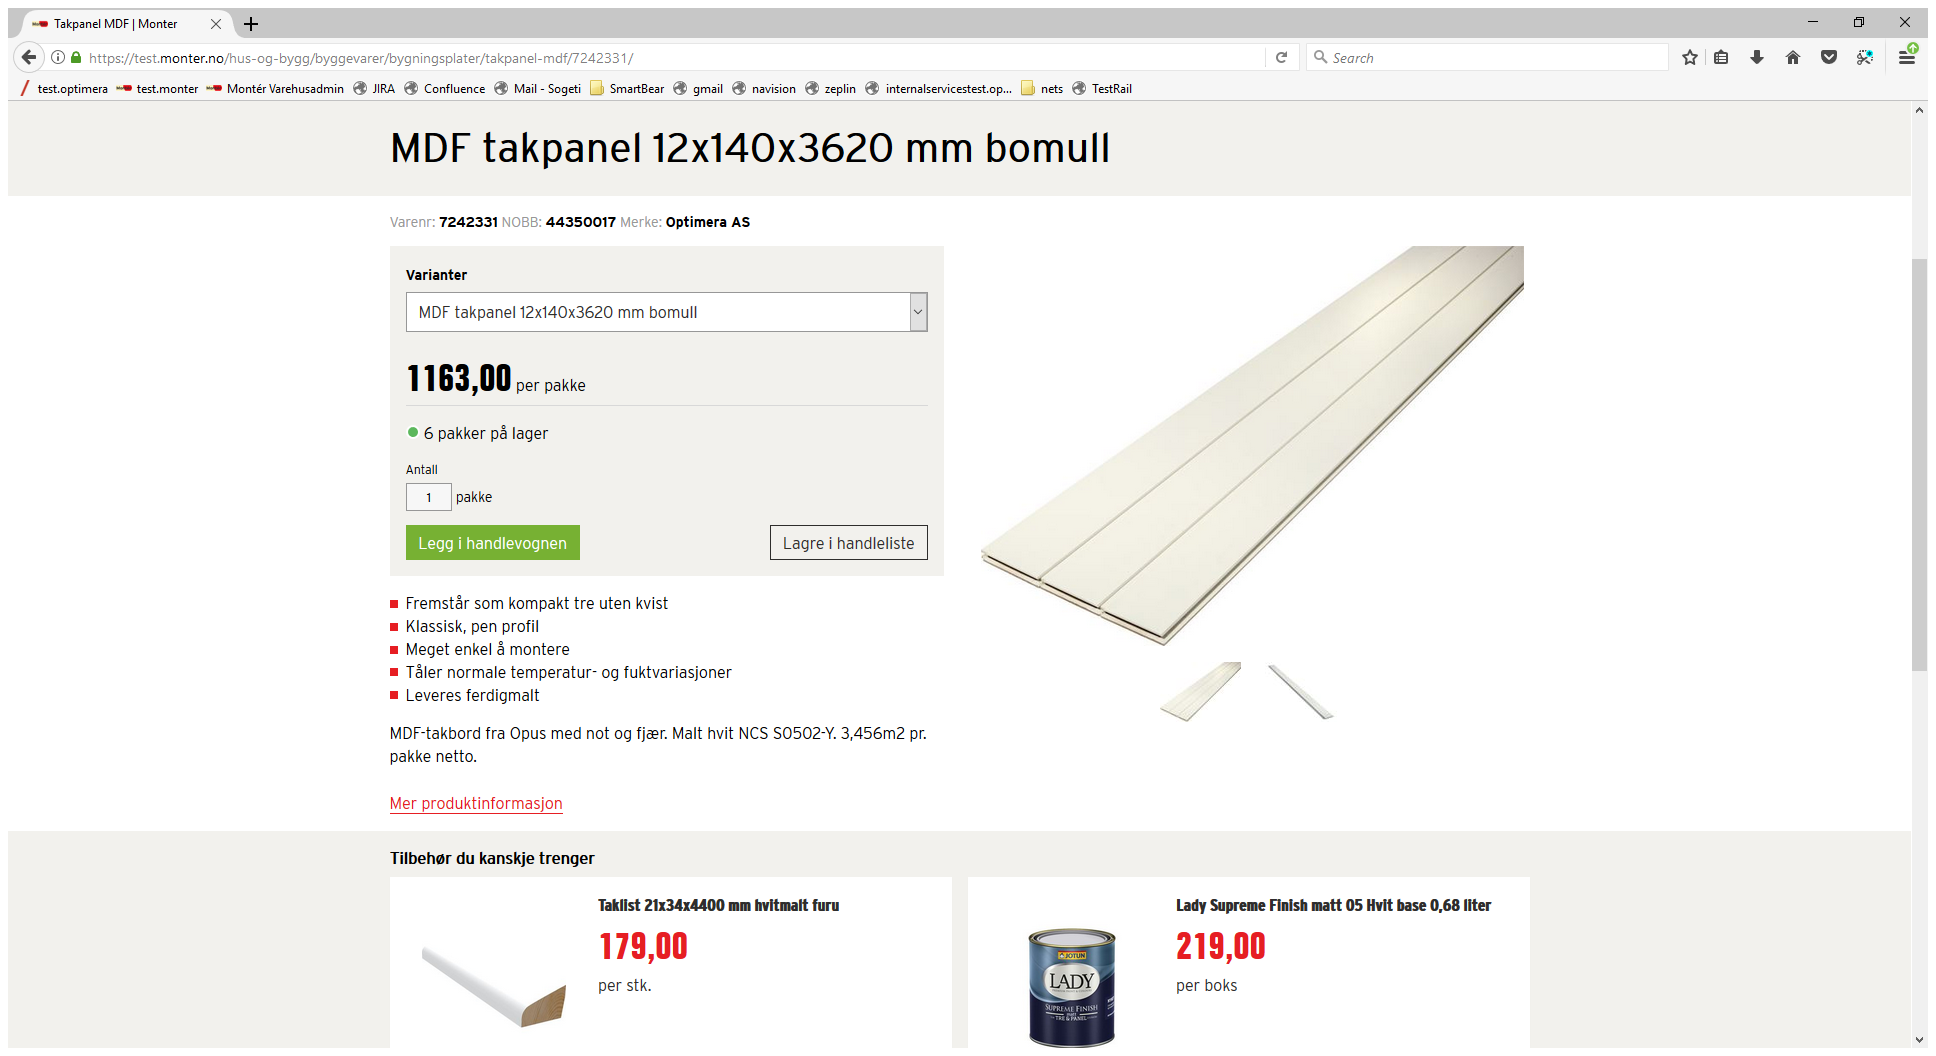 Takpanel MDF | Monter
https://test.monter.no/hus-og-bygg/byggevarer/bygningsplater/takpanel-mdf/7242331/
Search
test.optimera test.monter Montér Varehusadmin JIRA Confluence Mail - Sogeti SmartBear gmail navision zeplin internalservicestest.op... nets TestRail
MDF takpanel 12x140x3620 mm bomull
Varenr: 7242331 NOBB: 44350017 Merke: Optimera AS
Varianter
MDF takpanel 12x140x3620 mm bomull
1163,00 per pakke
6 pakker på lager
Antall
1 pakke
Legg i handlevognen
Lagre i handleliste
Fremstår som kompakt tre uten kvist
Klassisk, pen profil
Meget enkel å montere
Tåler normale temperatur- og fuktvariasjoner
Leveres ferdigmalt
MDF-takbord fra Opus med not og fjær. Malt hvit NCS S0502-Y. 3,456m2 pr.
pakke netto.
Mer produktinformasjon
Tilbehør du kanskje trenger
Taklist 21x34x4400 mm hvitmalt furu
179,00
per stk.
JOTUN
LADY
SUPREME FINISH
TRE & PANEL
Lady Supreme Finish matt 05 Hvit base 0,68 liter
219,00
per boks